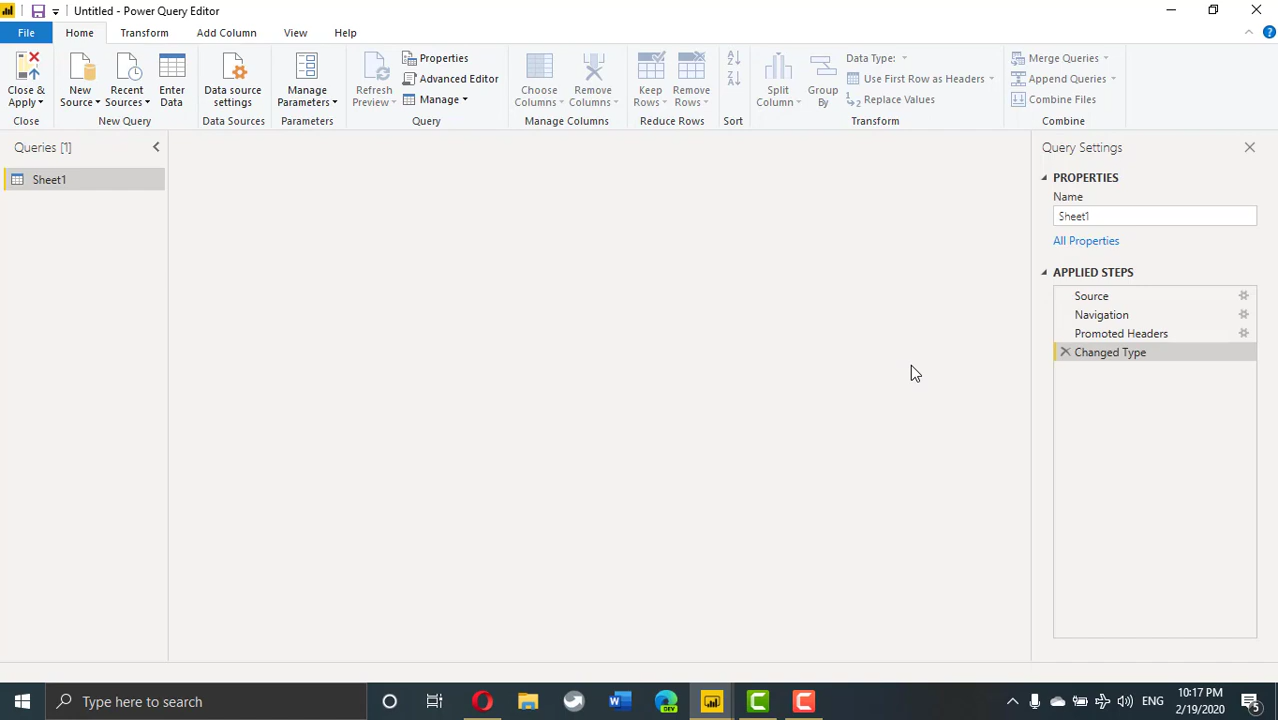 Untitled - Power Query Editor
File Home Transform Add Column View Help
Close & Apply
Close
New Source
Recent Sources
Enter Data
New Query
Data source settings
Data Sources
Manage Parameters
Parameters
Refresh Preview
Properties
Advanced Editor
Manage
Query
Choose Columns
Remove Columns
Manage Columns
Keep Rows
Remove Rows
Reduce Rows
A Z
Z A
Sort
Split Column
Group By
Data Type:
Use First Row as Headers
1 2 Replace Values
Transform
Merge Queries
Append Queries
Combine Files
Combine
Queries [1]
Sheet1
Query Settings
PROPERTIES
Name
Sheet1
All Properties
APPLIED STEPS
Source
Navigation
Promoted Headers
Changed Type
Type here to search
W
DEV
C
C
ENG
10:17 PM
2/19/2020
5